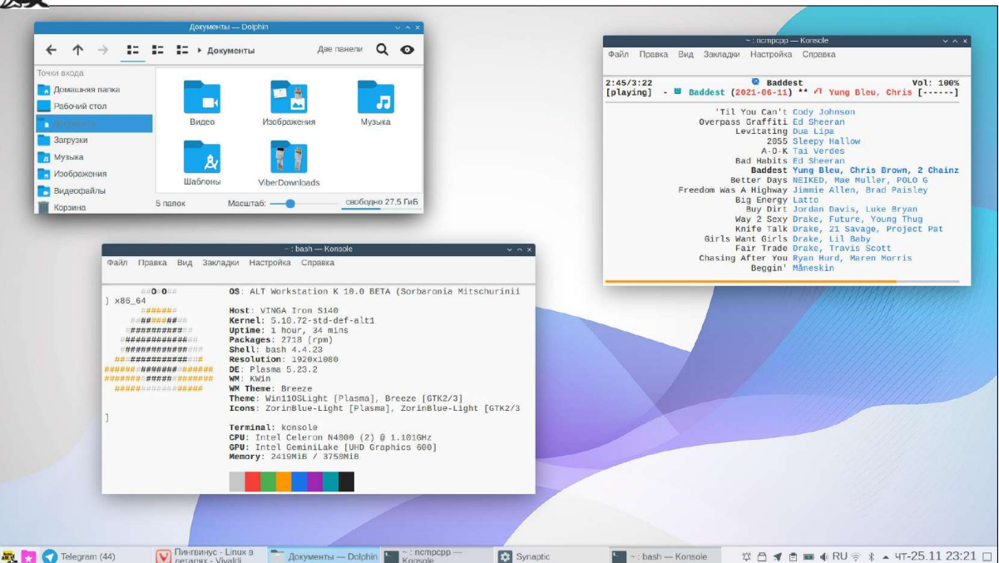 Документы — Dolphin
Документы
Две панели
Точки входа
Домашняя папка
Рабочий стол
Загрузки
Музыка
Изображения
Видеофайлы
Корзина
Видео
Изображения
Музыка
Шаблоны
ViberDownloads
5 папок
Масштаб:
свободно 27,5 ГиБ
~ : ncmpcpp — Konsole
Файл Правка Вид Закладки Настройка Справка
2:45/3:22 Baddest Vol: 100%
[playing] - Baddest (2021-06-11) ** Yung Bleu, Chris [------]
'Til You Can't Cody Johnson
Overpass Graffiti Ed Sheeran
Levitating Dua Lipa
2055 Sleepy Hallow
A-O-K Tai Verdes
Bad Habits Ed Sheeran
Baddest Yung Bleu, Chris Brown, 2 Chainz
Better Days NEIKED, Mae Muller, POLO G
Freedom Was A Highway Jimmie Allen, Brad Paisley
Big Energy Latto
Buy Dirt Jordan Davis, Luke Bryan
Way 2 Sexy Drake, Future, Young Thug
Knife Talk Drake, 21 Savage, Project Pat
Girls Want Girls Drake, Lil Baby
Fair Trade Drake, Travis Scott
Chasing After You Ryan Hurd, Maren Morris
Beggin' Måneskin
~ : bash — Konsole
Файл Правка Вид Закладки Настройка Справка
OS: ALT Workstation K 10.0 BETA (Sorbaronia Mitschurinii
) x86_64
Host: VINGA Iron S140
Kernel: 5.10.72-std-def-alt1
Uptime: 1 hour, 34 mins
Packages: 2718 (rpm)
Shell: bash 4.4.23
Resolution: 1920x1080
DE: Plasma 5.23.2
WM: KWin
WM Theme: Breeze
Theme: Win11OSLight [Plasma], Breeze [GTK2/3]
Icons: ZorinBlue-Light [Plasma], ZorinBlue-Light [GTK2/3
]
Terminal: konsole
CPU: Intel Celeron N4000 (2) @ 1.101GHz
GPU: Intel GeminiLake [UHD Graphics 600]
Memory: 2419MiB / 3750MiB
Telegram (44)
Пингвинус - Linux в
деталях - Vivaldi
Документы — Dolphin
~ : ncmpcpp —
Konsole
Synaptic
~ : bash — Konsole
RU
чт-25.11 23:21